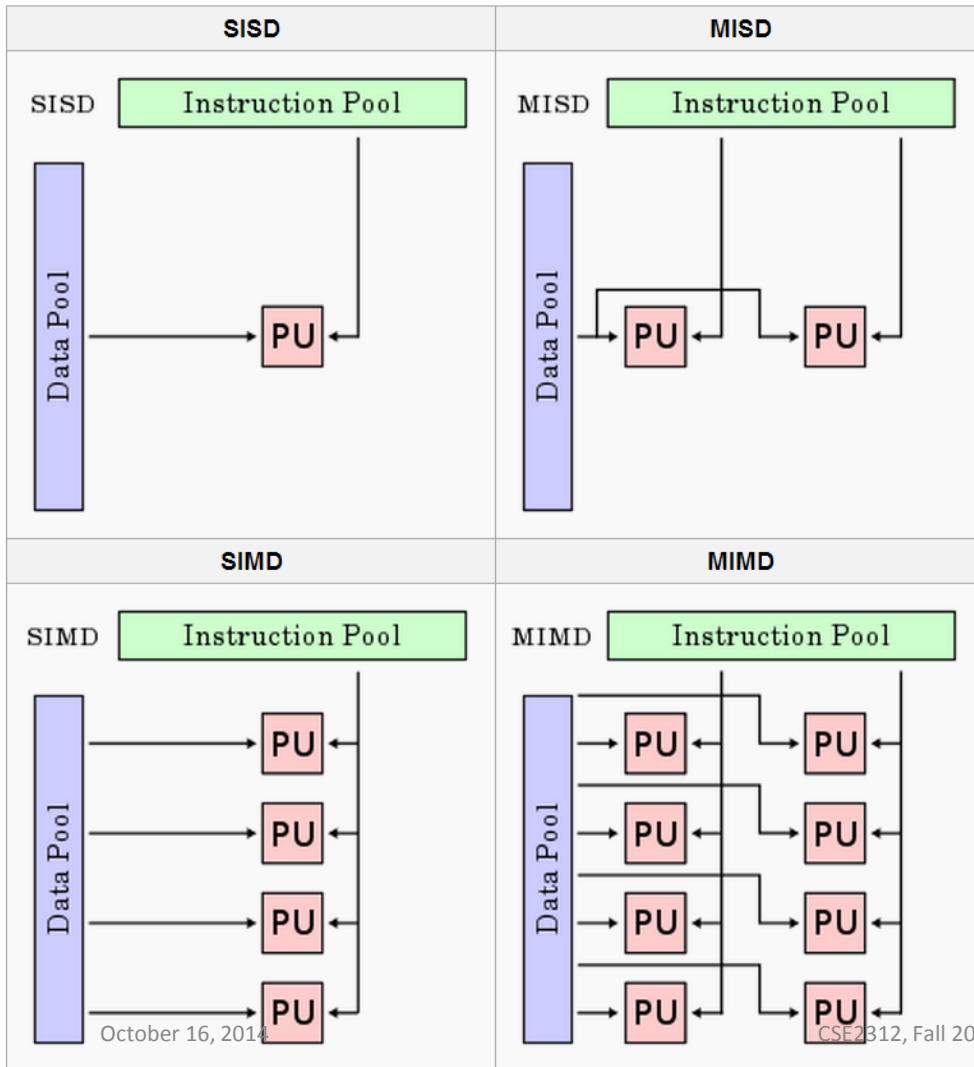 SISD
MISD
SISD
Instruction Pool
MISD
Instruction Pool
Data Pool
PU
Data Pool
PU
PU
SIMD
MIMD
SIMD
Instruction Pool
MIMD
Instruction Pool
Data Pool
PU
PU
PU
PU
Data Pool
PU
PU
PU
PU
PU
PU
PU
PU
October 16, 2014
CSE2312, Fall 20